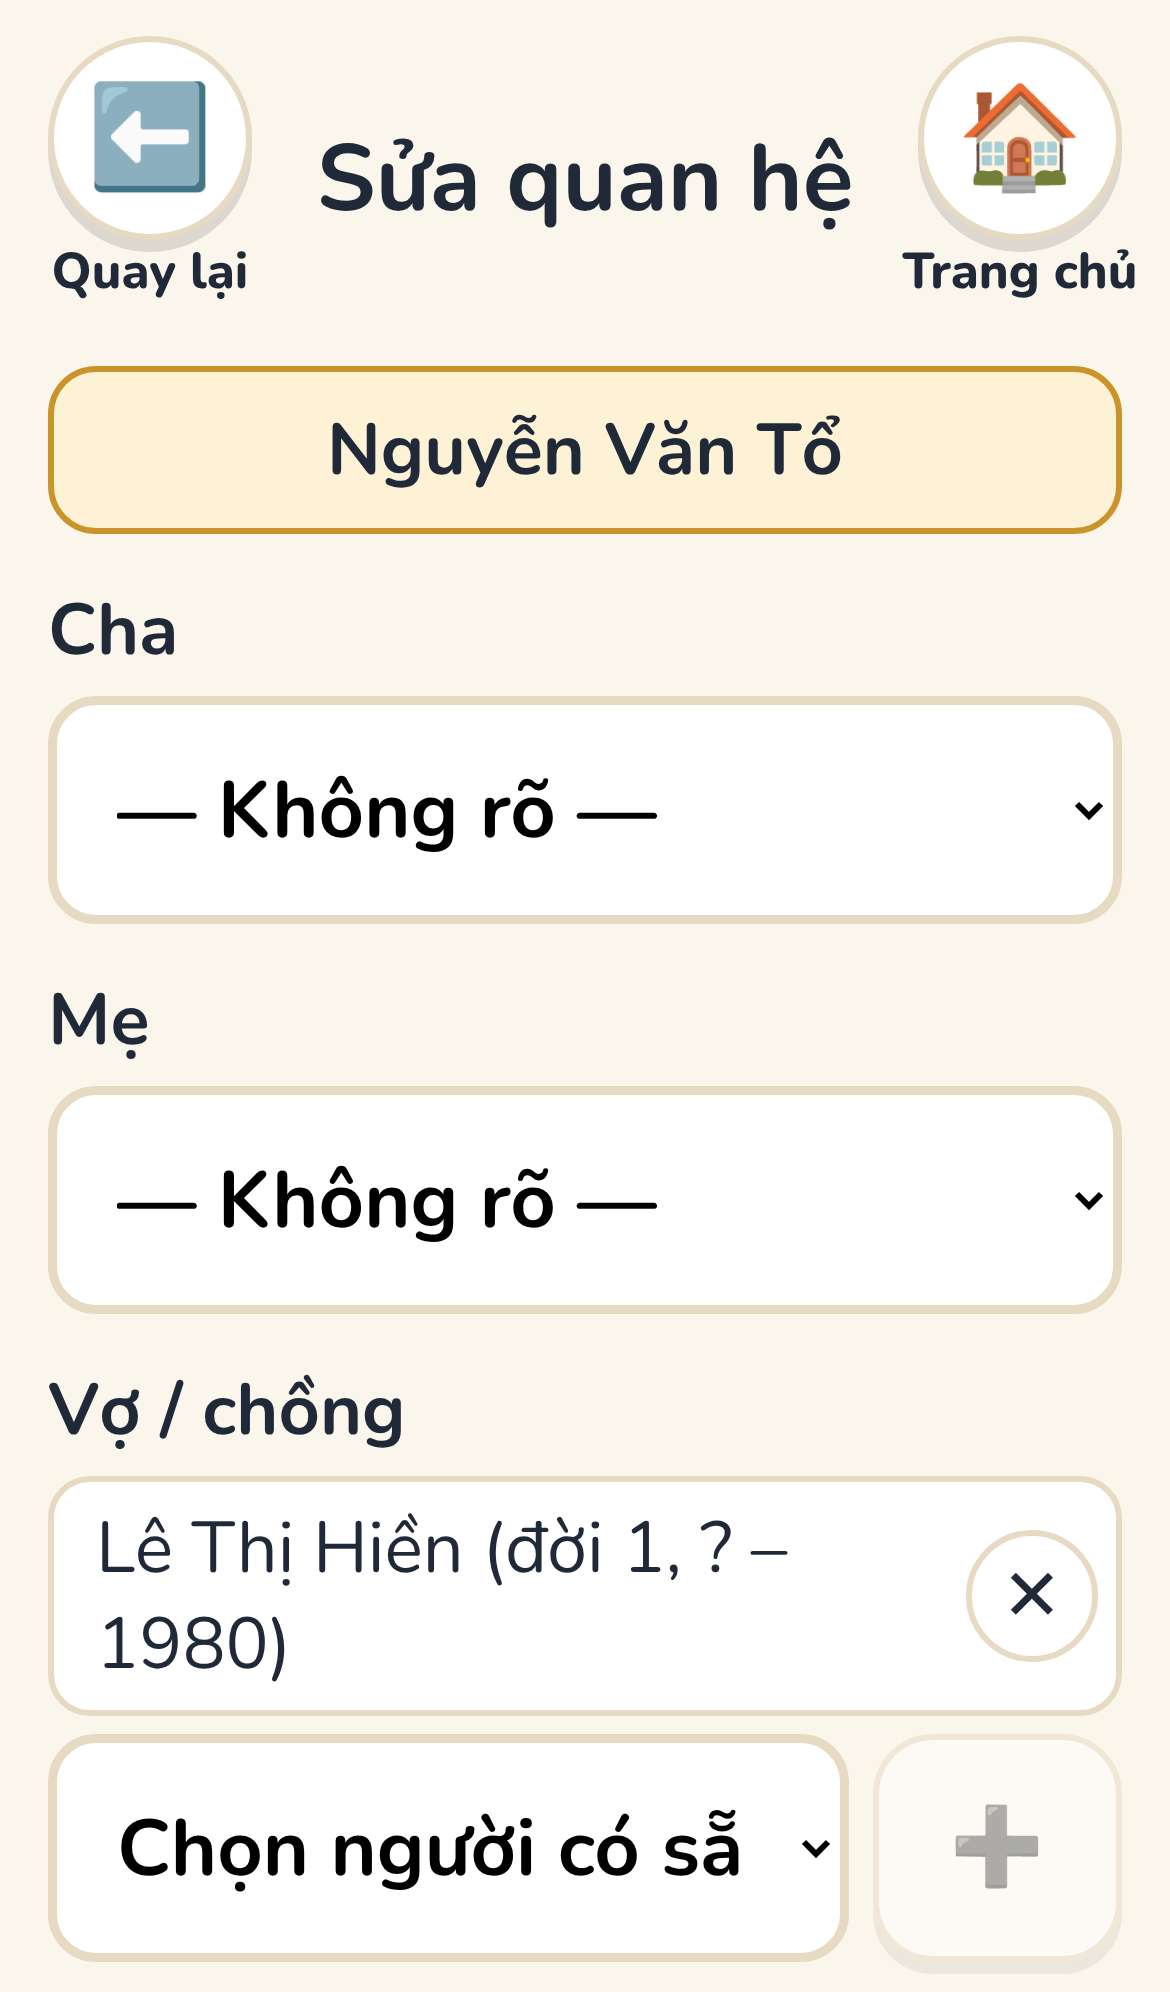 Sửa quan hệ
Quay lại
Trang chủ
Nguyễn Văn Tổ
Cha
— Không rõ —
Mẹ
— Không rõ —
Vợ / chồng
Lê Thị Hiền (đời 1, ? –
1980)
Chọn người có sẵ